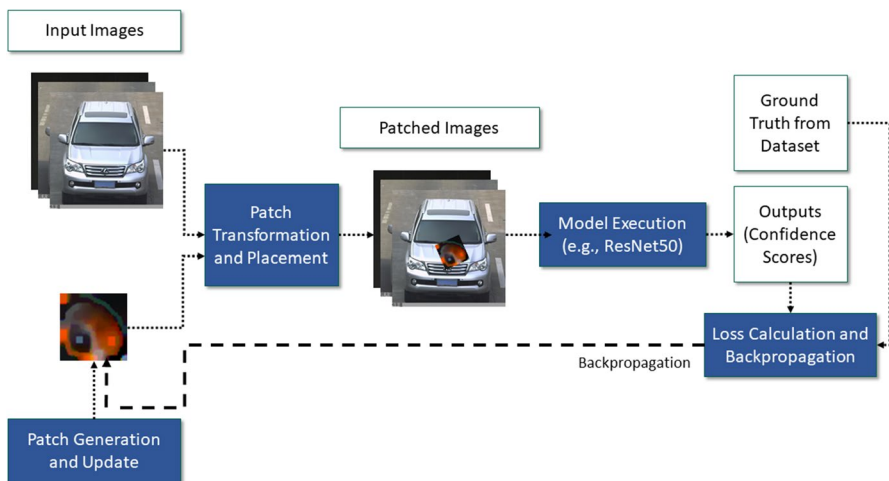 Input Images
Patched Images
Ground
Truth from
Dataset
Patch
Transformation
and Placement
Model Execution
(e.g., ResNet50)
Outputs
(Confidence
Scores)
Loss Calculation and
Backpropagation
Backpropagation
Patch Generation
and Update